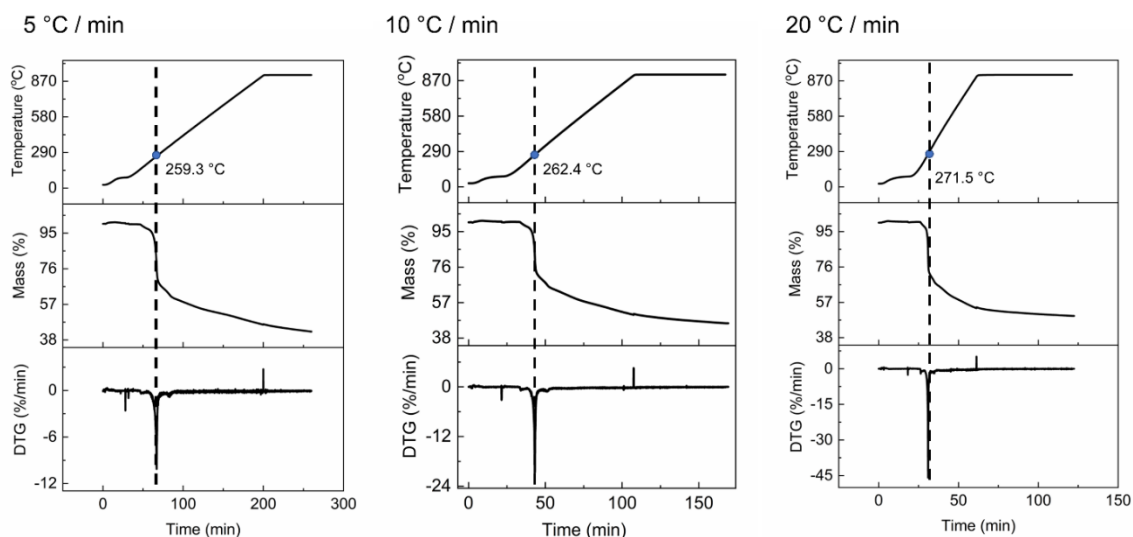 5 °C / min
10 °C / min
20 °C / min
Temperature (°C)
870
580
290
0
259.3 °C
Mass (%)
95
76
57
38
DTG (%/min)
0
-6
-12
0
100
200
300
Time (min)
Temperature (°C)
870
580
290
0
262.4 °C
Mass (%)
95
76
57
38
DTG (%/min)
0
-12
-24
0
50
100
150
Time (min)
Temperature (°C)
870
580
290
0
271.5 °C
Mass (%)
95
76
57
38
DTG (%/min)
0
-15
-30
-45
0
50
100
150
Time (min)